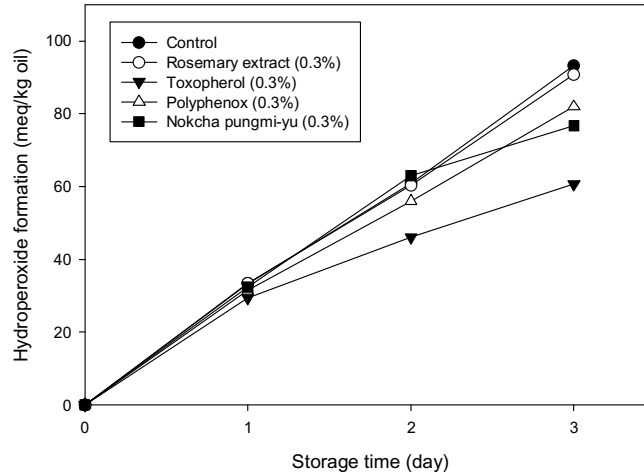 Hydroperoxide formation (meq/kg oil)
100
80
60
40
20
0
Control
Rosemary extract (0.3%)
Toxopherol (0.3%)
Polyphenox (0.3%)
Nokcha pungmi-yu (0.3%)
0 1 2 3
Storage time (day)